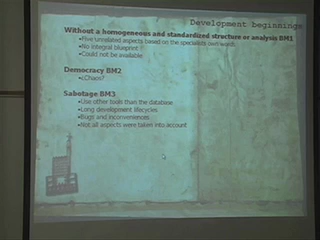 Development beginnings
Without a homogeneous and standardized structure or analysis BM1
•Five unrelated aspects based on the specialists own work
•No integral blueprint
•Could not be available
Democracy BM2
•¿Chaos?
Sabotage BM3
•Use other tools than the database
•Long development lifecycles
•Bugs and inconveniences
•Not all aspects were taken into account